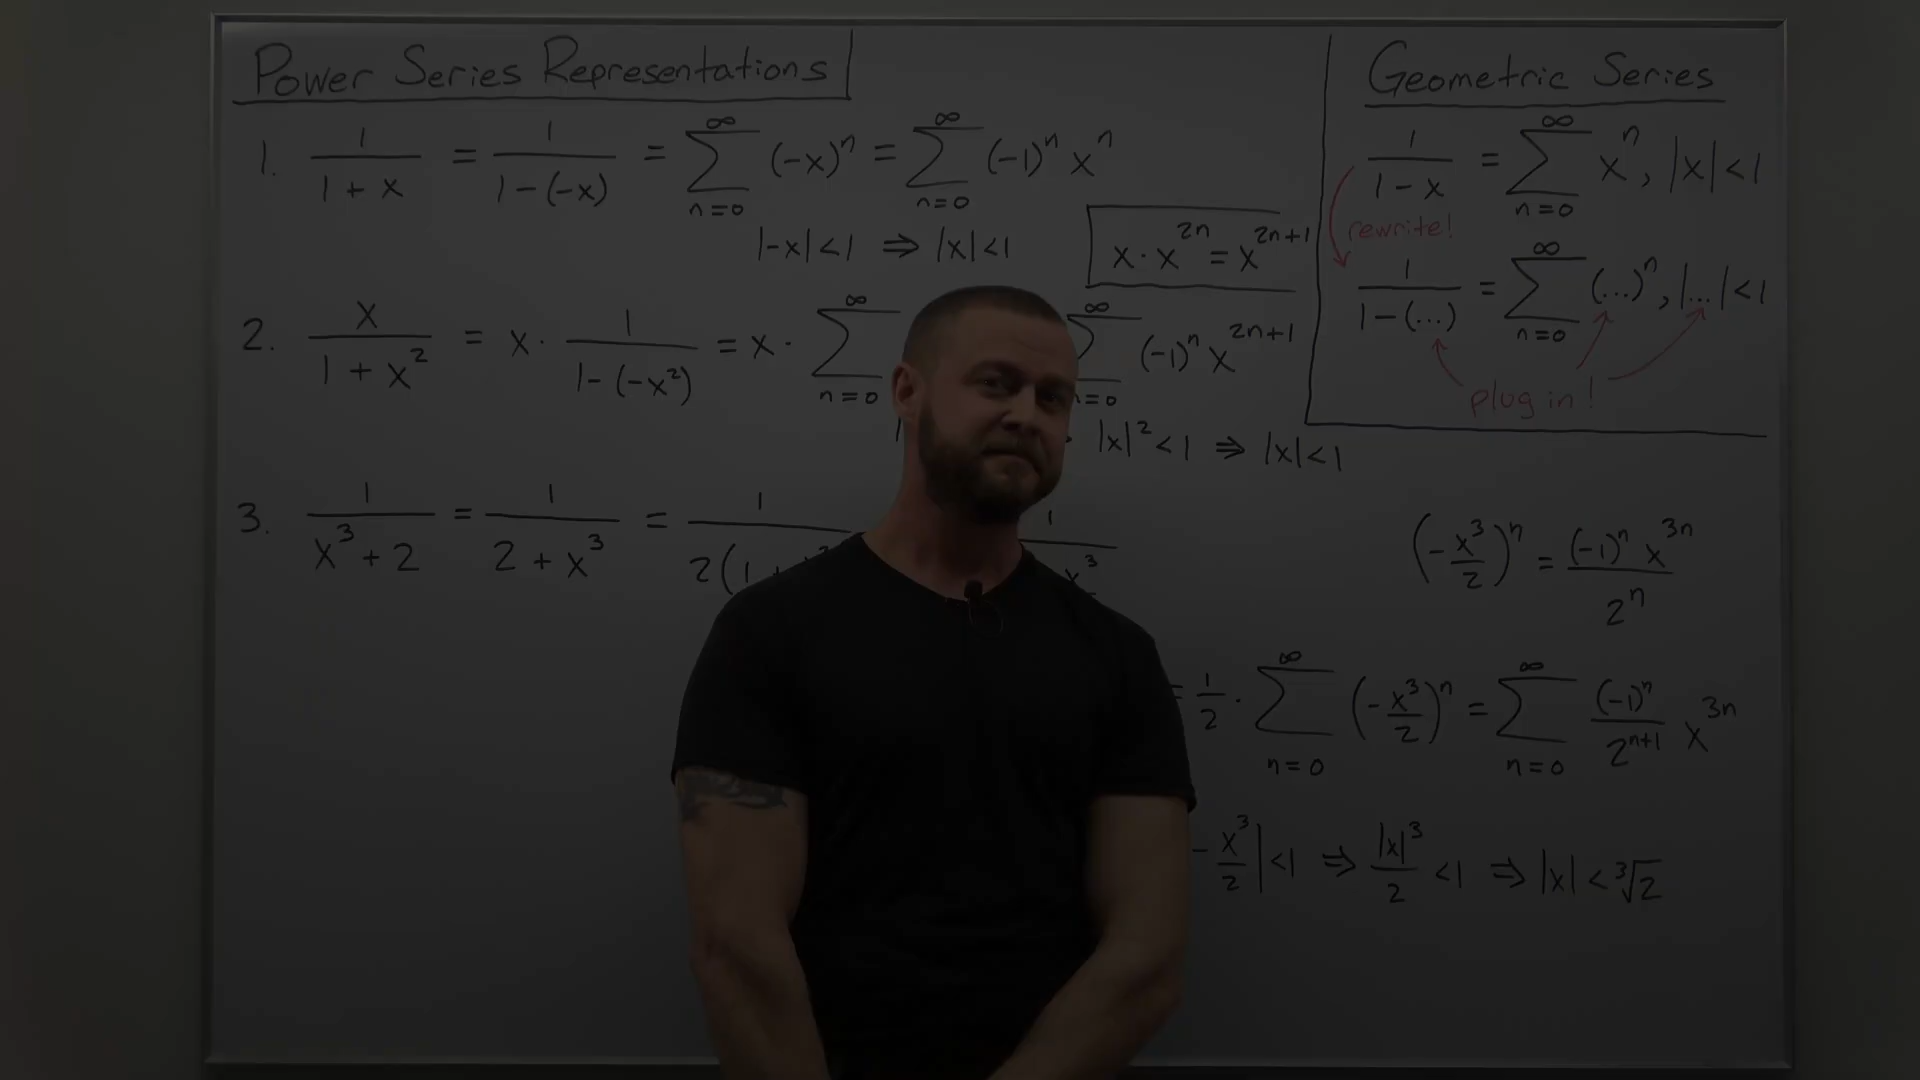 Power Series Representations
1. 1/(1 + x) = 1/(1 - (-x)) = ∑_{n=0}^{∞} (-x)^n = ∑_{n=0}^{∞} (-1)^n x^n
|-x| < 1 ⇒ |x| < 1
x · x^{2n} = x^{2n+1}
2. x/(1 + x^2) = x · 1/(1 - (-x^2)) = x · ∑_{n=0}^{∞} ∑_{n=0}^{∞} (-1)^n x^{2n+1}
|x|^2 < 1 ⇒ |x| < 1
3. 1/(x^3 + 2) = 1/(2 + x^3) = 1/(2(1 +
= 1/2 · ∑_{n=0}^{∞} (-x^3/2)^n = ∑_{n=0}^{∞} (-1)^n/2^{n+1} x^{3n}
- x^3/2| < 1 ⇒ |x|^3/2 < 1 ⇒ |x| < ∛2
Geometric Series
1/(1 - x) = ∑_{n=0}^{∞} x^n, |x| < 1
rewrite!
1/(1 - (...)) = ∑_{n=0}^{∞} (...)^n, |...| < 1
plug in!
(-x^3/2)^n = (-1)^n x^{3n}/2^n